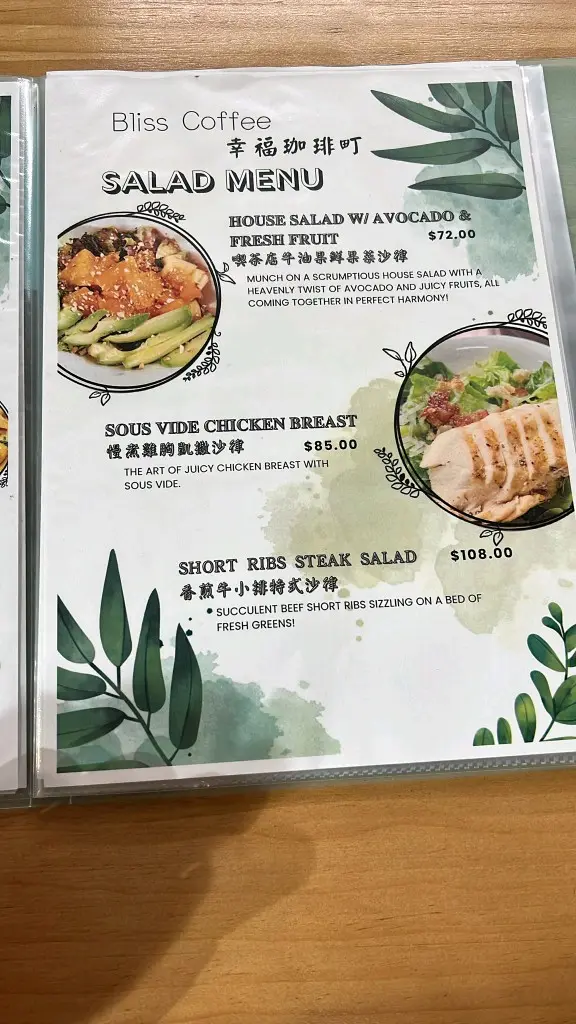 Bliss Coffee
幸福珈琲町
SALAD MENU
HOUSE SALAD W/ AVOCADO &
FRESH FRUIT $72.00
喫茶店牛油果鮮果菜沙律
MUNCH ON A SCRUMPTIOUS HOUSE SALAD WITH A
HEAVENLY TWIST OF AVOCADO AND JUICY FRUITS, ALL
COMING TOGETHER IN PERFECT HARMONY!
SOUS VIDE CHICKEN BREAST
慢煮雞胸凱撒沙律 $85.00
THE ART OF JUICY CHICKEN BREAST WITH
SOUS VIDE.
SHORT RIBS STEAK SALAD $108.00
香煎牛小排特式沙律
• SUCCULENT BEEF SHORT RIBS SIZZLING ON A BED OF
FRESH GREENS!